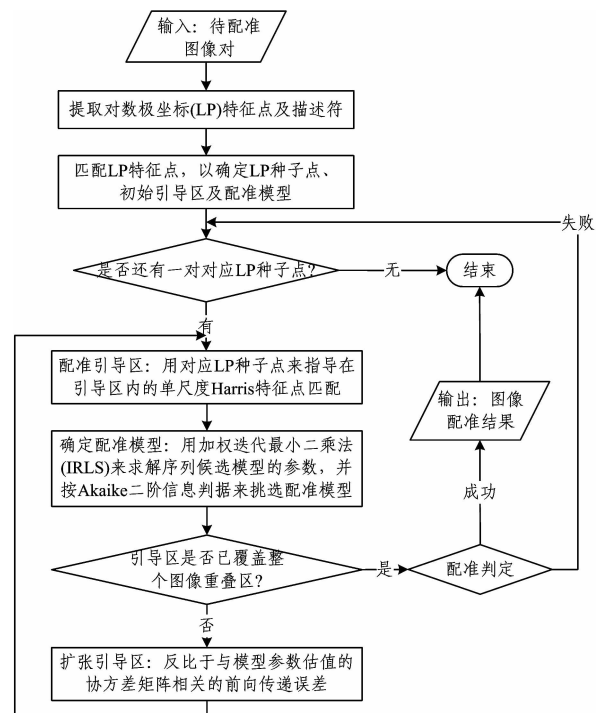 输入：待配准
图像对
提取对数极坐标(LP)特征点及描述符
匹配LP特征点，以确定LP种子点、
初始引导区及配准模型
失败
是否还有一对对应LP种子点?
无
结束
有
配准引导区：用对应LP种子点来指导在
引导区内的单尺度Harris特征点匹配
输出：图像
配准结果
确定配准模型：用加权迭代最小二乘法
(IRLS)来求解序列候选模型的参数，并
按Akaike二阶信息判据来挑选配准模型
成功
引导区是否已覆盖整
个图像重叠区?
是
配准判定
否
扩张引导区：反比于与模型参数估值的
协方差矩阵相关的前向传递误差